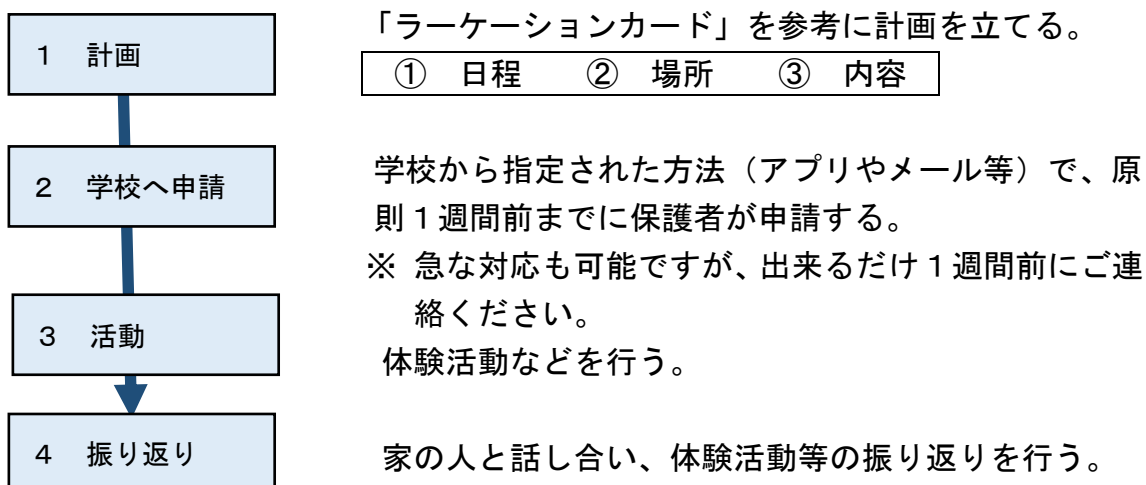 「ラーケーションカード」を参考に計画を立てる。
１　計画
①　日程　　②　場所　　③　内容
学校から指定された方法（アプリやメール等）で、原
２　学校へ申請
則１週間前までに保護者が申請する。
※ 急な対応も可能ですが、出来るだけ１週間前にご連
絡ください。
３　活動
体験活動などを行う。
４　振り返り
家の人と話し合い、体験活動等の振り返りを行う。